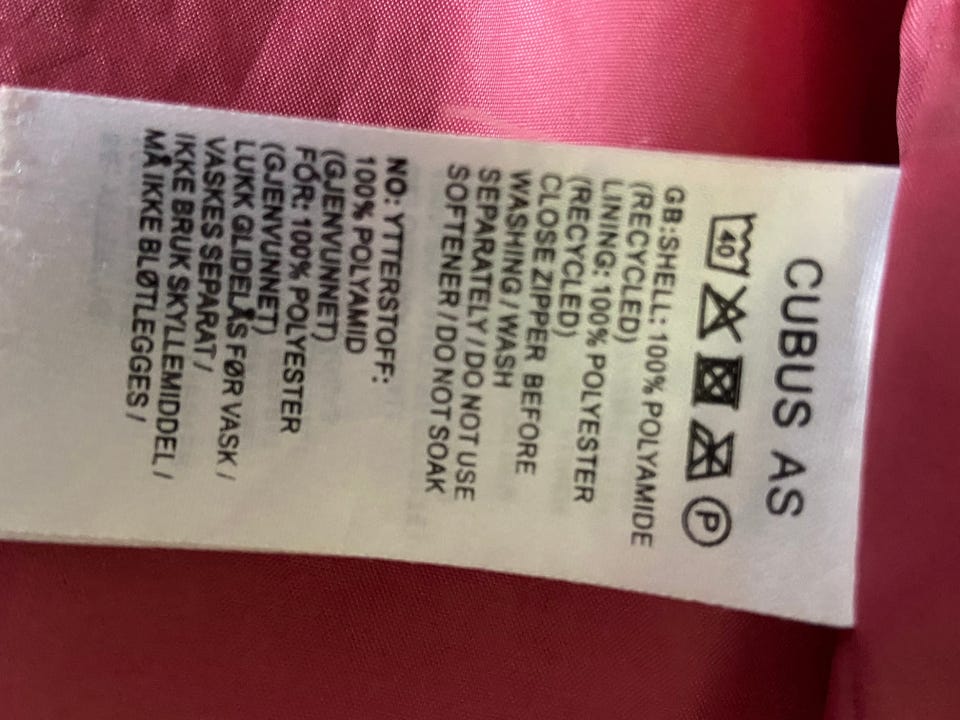 CUBUS AS
40 P
GB:SHELL: 100% POLYAMIDE
(RECYCLED)
LINING: 100% POLYESTER
(RECYCLED)
CLOSE ZIPPER BEFORE
WASHING / WASH
SEPARATELY / DO NOT USE
SOFTENER / DO NOT SOAK
NO: YTTERSTOFF:
100% POLYAMID
(GJENVUNNET)
FÓR: 100% POLYESTER
(GJENVUNNET)
LUKK GLIDELÅS FØR VASK /
VASKES SEPARAT /
IKKE BRUK SKYLLEMIDDEL /
MÅ IKKE BLØTLEGGES /